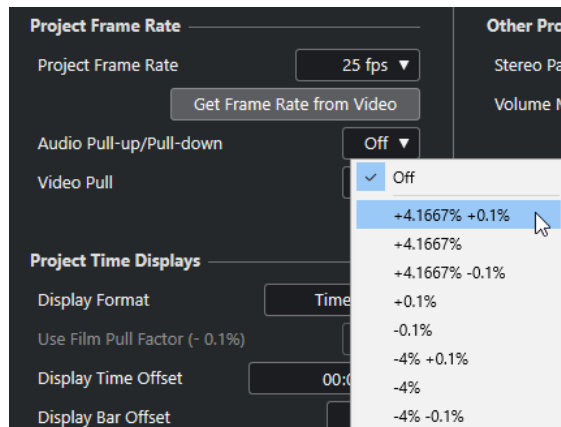 Project Frame Rate
Other Pro
Project Frame Rate 25 fps
Stereo Pa
Get Frame Rate from Video
Volume
Audio Pull-up/Pull-down Off
Video Pull
Off
+4.1667% +0.1%
+4.1667%
+4.1667% -0.1%
+0.1%
-0.1%
-4% +0.1%
-4%
-4% -0.1%
Project Time Displays
Display Format Time
Use Film Pull Factor (- 0.1%)
Display Time Offset 00:
Display Bar Offset